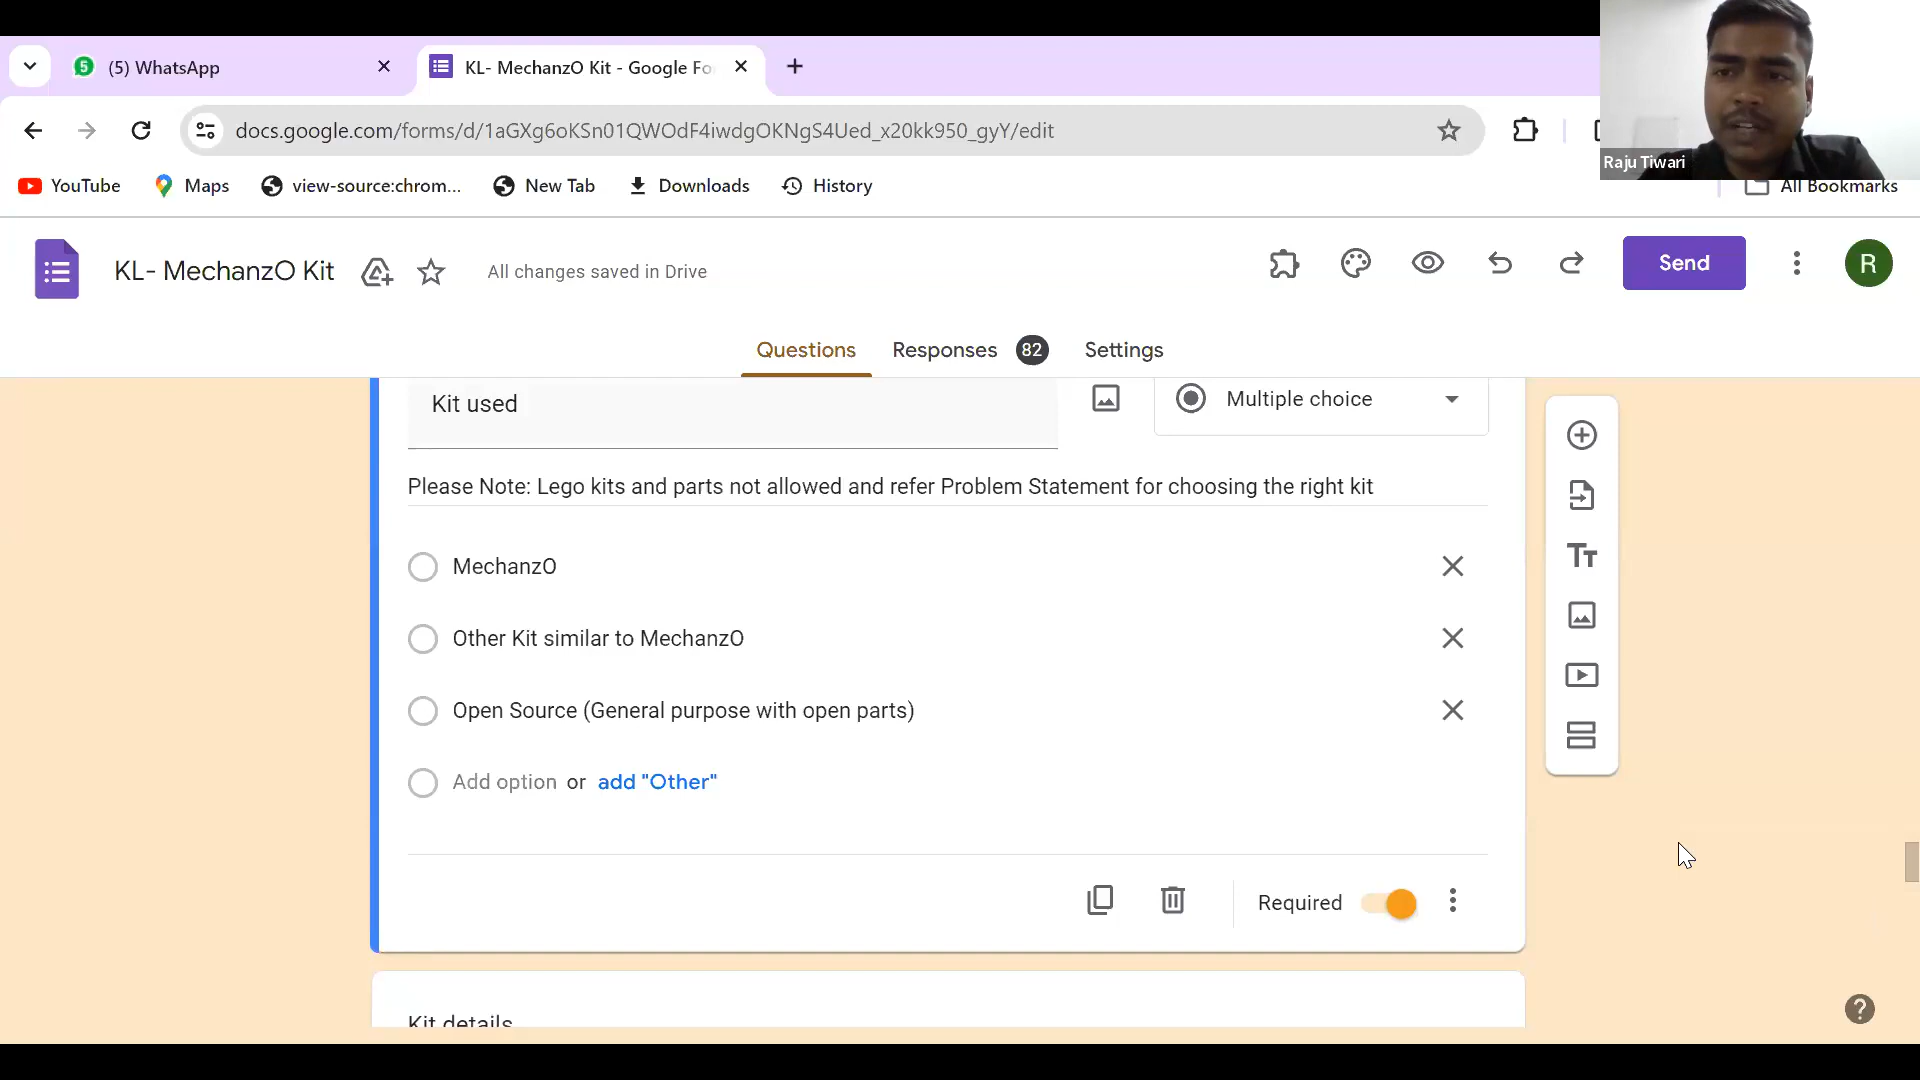 5
(5) WhatsApp
KL- MechanzO Kit - Google Fo
docs.google.com/forms/d/1aGXg6oKSn01QWOdF4iwdgOKNgS4Ued_x20kk950_gyY/edit
Raju Tiwari
YouTube
Maps
view-source:chrom...
New Tab
Downloads
History
All Bookmarks
KL- MechanzO Kit
All changes saved in Drive
Send
R
Questions
Responses 82
Settings
Kit used
Multiple choice
Please Note: Lego kits and parts not allowed and refer Problem Statement for choosing the right kit
MechanzO
Other Kit similar to MechanzO
Open Source (General purpose with open parts)
Add option or add "Other"
Required
Kit details